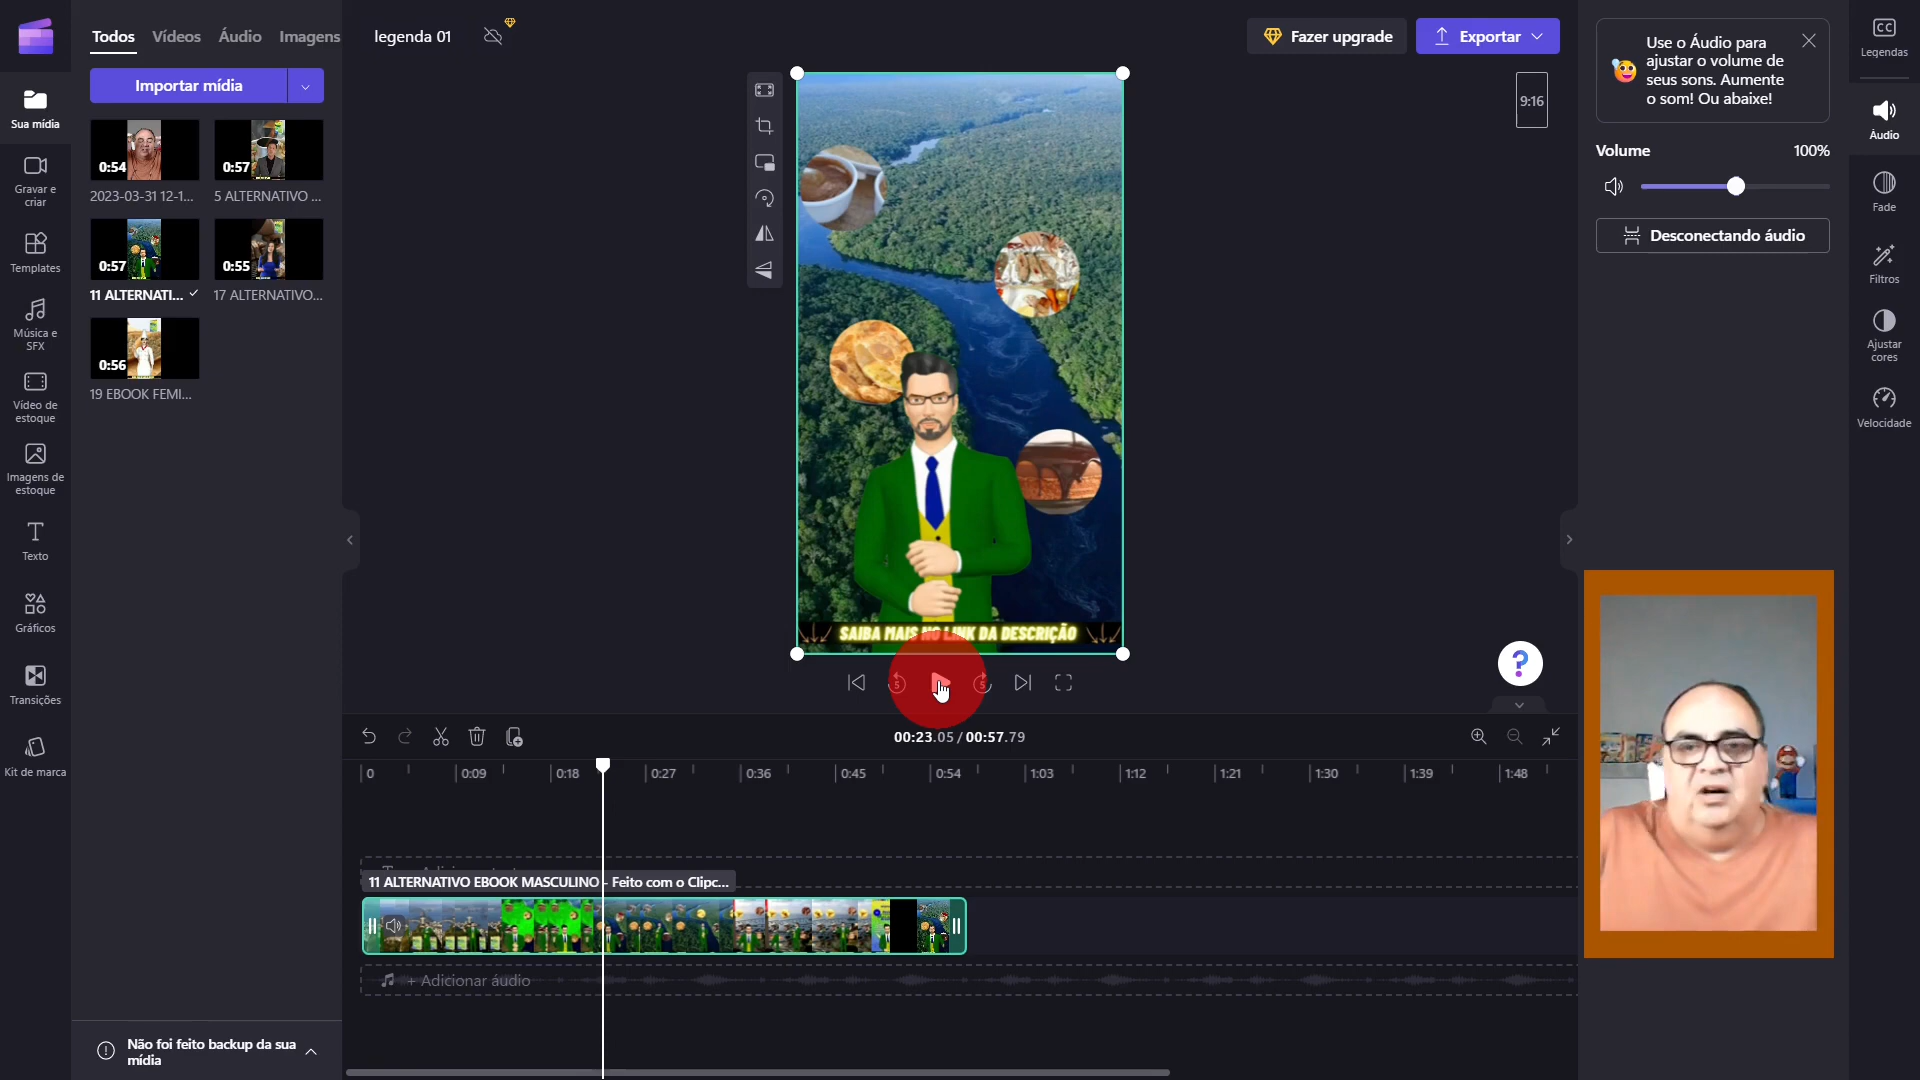 Todos Vídeos Áudio Imagens
legenda 01
Fazer upgrade
Exportar
Importar mídia
Sua mídia
Gravar e
criar
Templates
Música e
SFX
Vídeo de
estoque
Imagens de
estoque
Texto
Gráficos
Transições
Kit de marca
0:54
2023-03-31 12-1...
0:57
5 ALTERNATIVO ...
0:57
11 ALTERNATI...
0:55
17 ALTERNATIVO...
0:56
19 EBOOK FEMI...
Não foi feito backup da sua
mídia
9:16
SAIBA MAIS NO LINK DA DESCRIÇÃO
5
5
?
00:23.05 / 00:57.79
0 0:09 0:18 0:27 0:36 0:45 0:54 1:03 1:12 1:21 1:30 1:39 1:48
11 ALTERNATIVO EBOOK MASCULINO - Feito com o Clipc...
+ Adicionar áudio
Use o Áudio para
ajustar o volume de
seus sons. Aumente
o som! Ou abaixe!
Volume 100%
Desconectando áudio
CC
Legendas
Áudio
Fade
Filtros
Ajustar
cores
Velocidade